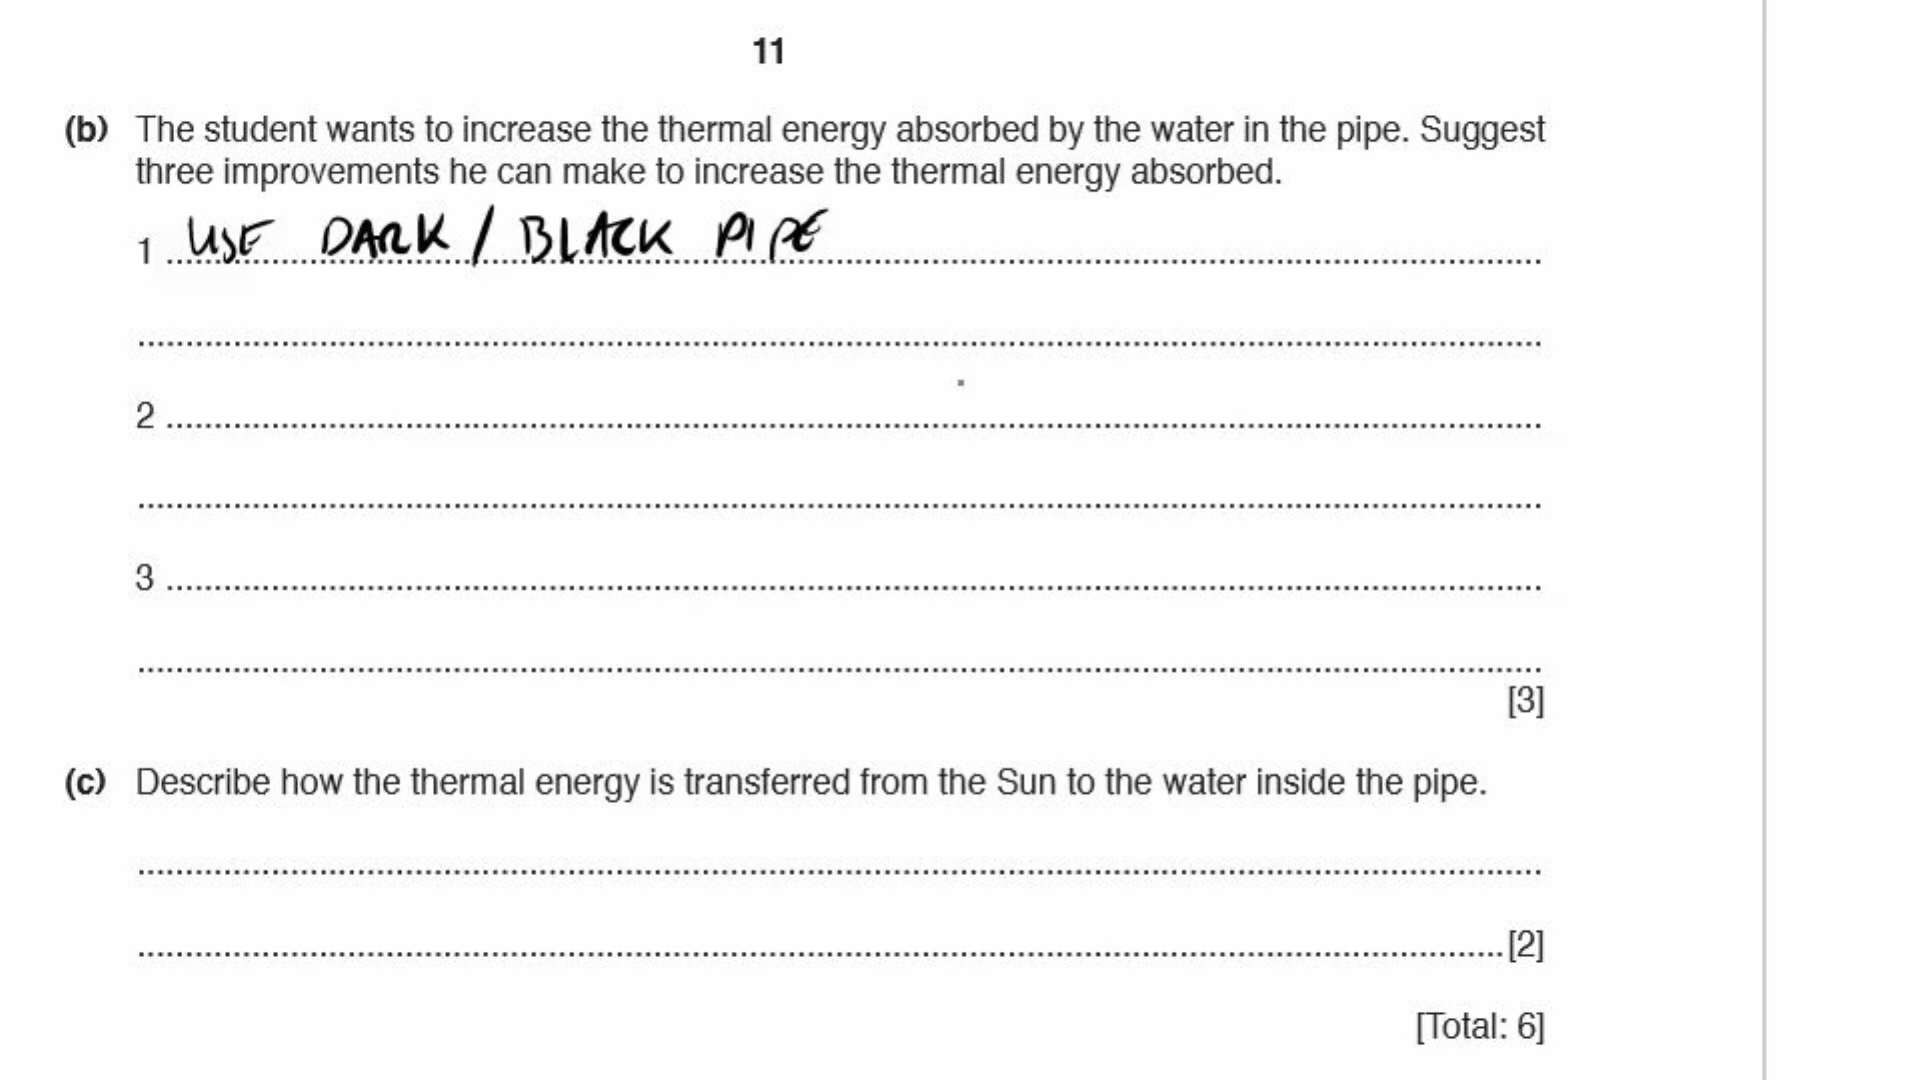 11
(b) The student wants to increase the thermal energy absorbed by the water in the pipe. Suggest
three improvements he can make to increase the thermal energy absorbed.
1 USE DARK / BLACK PIPE
2
3
[3]
(c) Describe how the thermal energy is transferred from the Sun to the water inside the pipe.
[2]
[Total: 6]